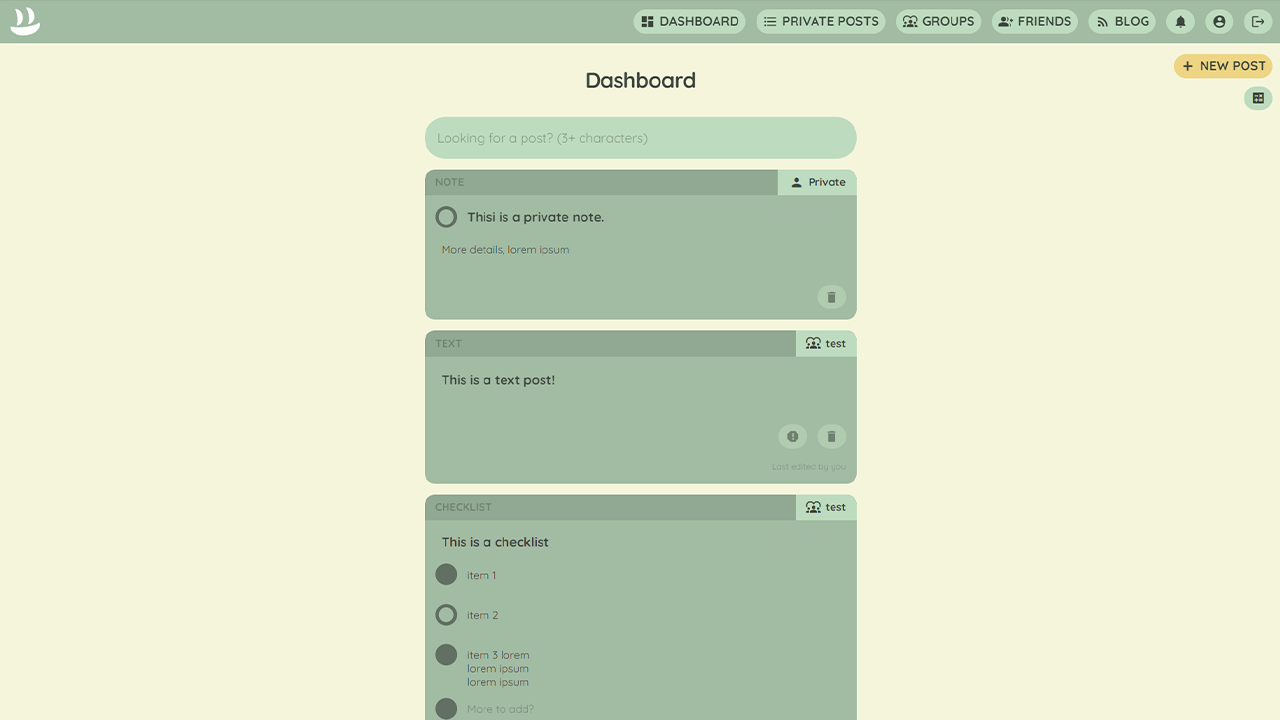 DASHBOARD PRIVATE POSTS GROUPS FRIENDS BLOG
NEW POST
Dashboard
Looking for a post? (3+ characters)
NOTE Private
Thisi is a private note.
More details, lorem ipsum
TEXT test
This is a text post!
Last edited by you
CHECKLIST test
This is a checklist
item 1
item 2
item 3 lorem
lorem ipsum
lorem ipsum
More to add?